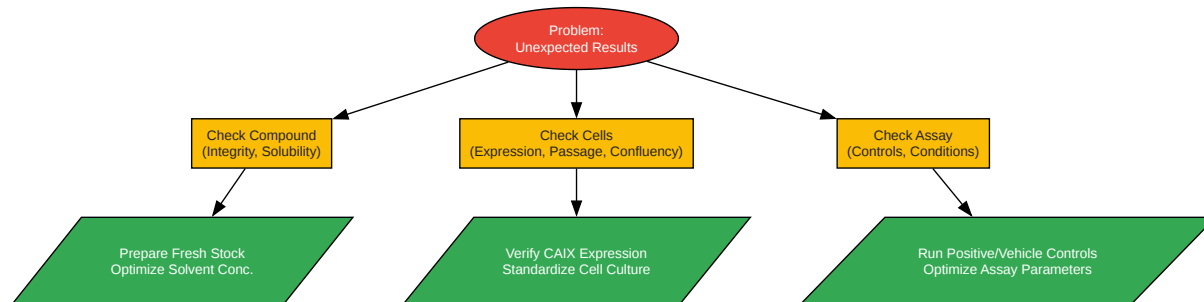 Problem:
Unexpected Results
Check Compound
(Integrity, Solubility)
Check Cells
(Expression, Passage, Confluency)
Check Assay
(Controls, Conditions)
Prepare Fresh Stock
Optimize Solvent Conc.
Verify CAIX Expression
Standardize Cell Culture
Run Positive/Vehicle Controls
Optimize Assay Parameters